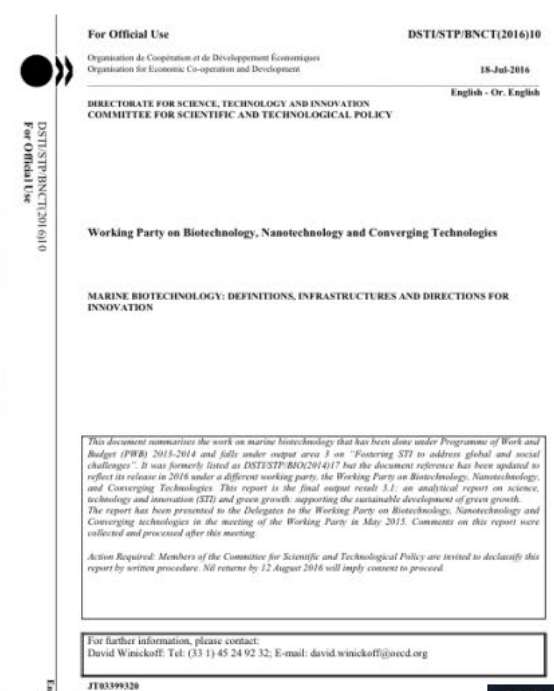 For Official Use DSTI/STP/BNCT(2016)10
Organisation de Coopération et de Développement Économiques
Organisation for Economic Co-operation and Development 18-Jul-2016
English - Or. English
DIRECTORATE FOR SCIENCE, TECHNOLOGY AND INNOVATION
COMMITTEE FOR SCIENTIFIC AND TECHNOLOGICAL POLICY
DSTI/STP/BNCT(2016)10
For Official Use
Working Party on Biotechnology, Nanotechnology and Converging Technologies
MARINE BIOTECHNOLOGY: DEFINITIONS, INFRASTRUCTURES AND DIRECTIONS FOR
INNOVATION
This document summarises the work on marine biotechnology that has been done under Programme of Work and
Budget (PWB) 2013-2014 and falls under output area 3 on "Fostering STI to address global and social
challenges". It was formerly listed as DSTI/STP/BIO(2014)17 but the document reference has been updated to
reflect its release in 2016 under a different working party, the Working Party on Biotechnology, Nanotechnology,
and Converging Technologies. This report is the final output result 3.1: an analytical report on science,
technology and innovation (STI) and green growth: supporting the sustainable development of green growth.
The report has been presented to the Delegates to the Working Party on Biotechnology, Nanotechnology and
Converging technologies in the meeting of the Working Party in May 2015. Comments on this report were
collected and processed after this meeting.
Action Required: Members of the Committee for Scientific and Technological Policy are invited to declassify this
report by written procedure. Nil returns by 12 August 2016 will imply consent to proceed.
For further information, please contact:
David Winickoff: Tel: (33 1) 45 24 92 32; E-mail: david.winickoff@oecd.org
JT03399320